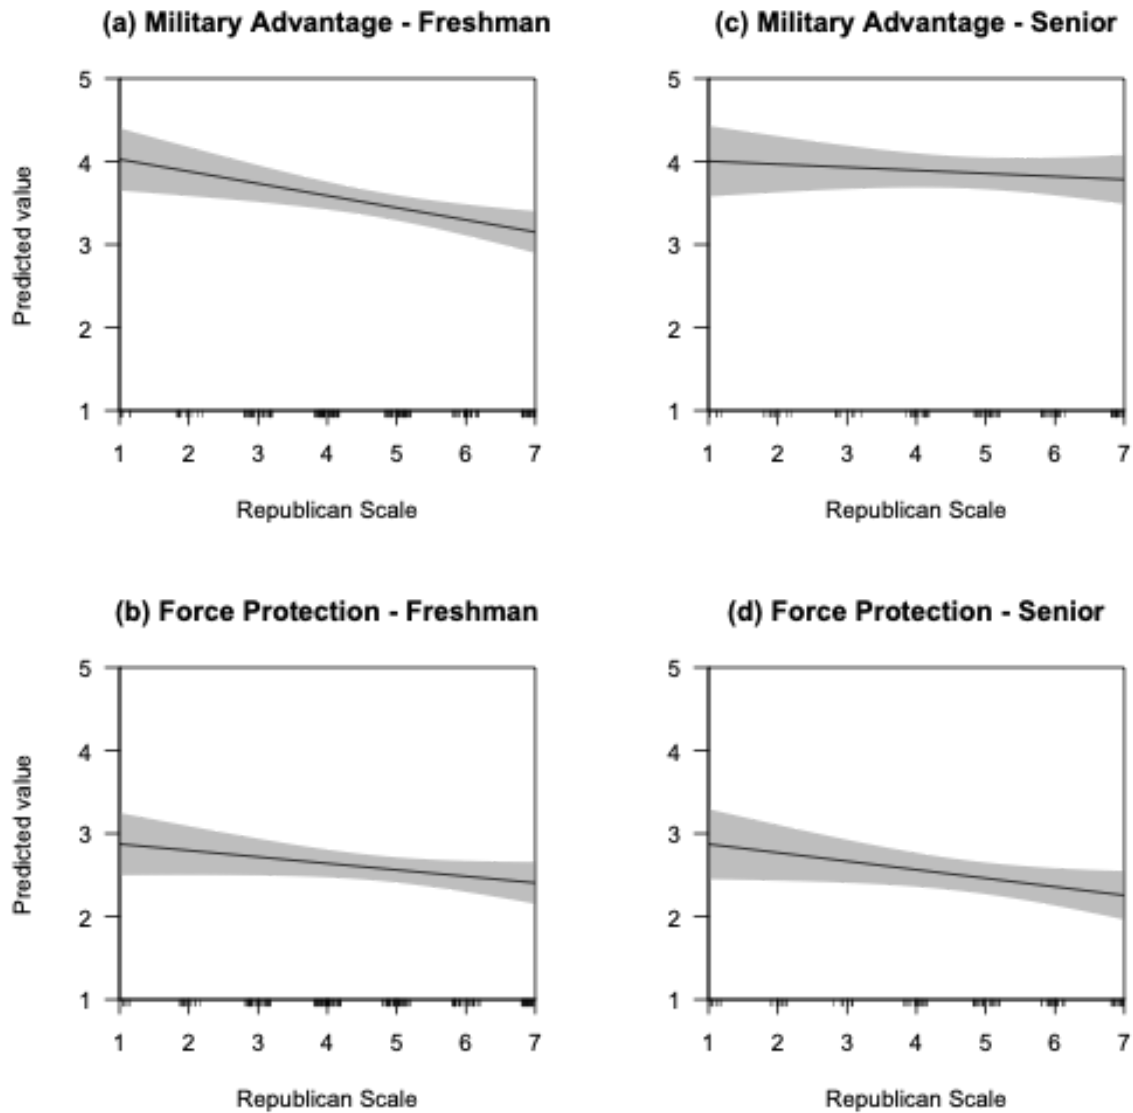 (a) Military Advantage - Freshman
5
4
3
2
1
Predicted value
1 2 3 4 5 6 7
Republican Scale
(c) Military Advantage - Senior
5
4
3
2
1
1 2 3 4 5 6 7
Republican Scale
(b) Force Protection - Freshman
5
4
3
2
1
Predicted value
1 2 3 4 5 6 7
Republican Scale
(d) Force Protection - Senior
5
4
3
2
1
1 2 3 4 5 6 7
Republican Scale